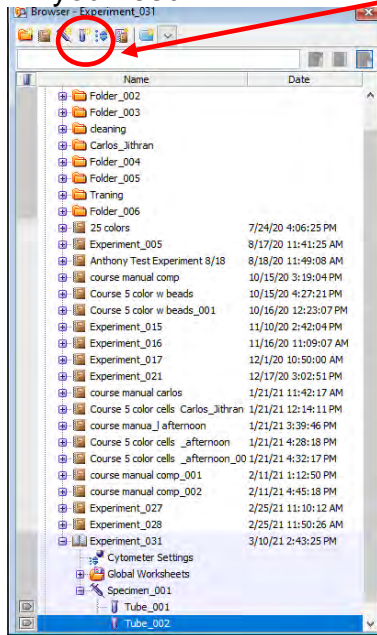 Browser - Experiment_031
Name Date
Folder_002
Folder_003
cleaning
Carlos_Jithran
Folder_004
Folder_005
Traning
Folder_006
25 colors 7/24/20 4:06:25 PM
Experiment_005 8/17/20 11:41:25 AM
Anthony Test Experiment 8/18 8/18/20 11:49:08 AM
course manual comp 10/15/20 3:19:04 PM
Course 5 color w beads 10/15/20 4:27:21 PM
Course 5 color w beads_001 10/16/20 12:23:07 PM
Experiment_015 11/10/20 2:42:04 PM
Experiment_016 11/16/20 11:09:07 AM
Experiment_017 12/1/20 10:50:00 AM
Experiment_021 12/17/20 3:02:51 PM
course manual carlos 1/21/21 11:42:17 AM
Course 5 color cells Carlos_Jithran 1/21/21 12:14:11 PM
course manua_l afternoon 1/21/21 3:39:46 PM
Course 5 color cells _afternoon 1/21/21 4:28:18 PM
Course 5 color cells _afternoon_00 1/21/21 4:32:17 PM
course manual comp_001 2/11/21 1:12:50 PM
course manual comp_002 2/11/21 4:45:18 PM
Experiment_027 2/25/21 11:10:12 AM
Experiment_028 2/25/21 11:50:26 AM
Experiment_031 3/10/21 2:43:25 PM
Cytometer Settings
Global Worksheets
Specimen_001
Tube_001
Tube_002